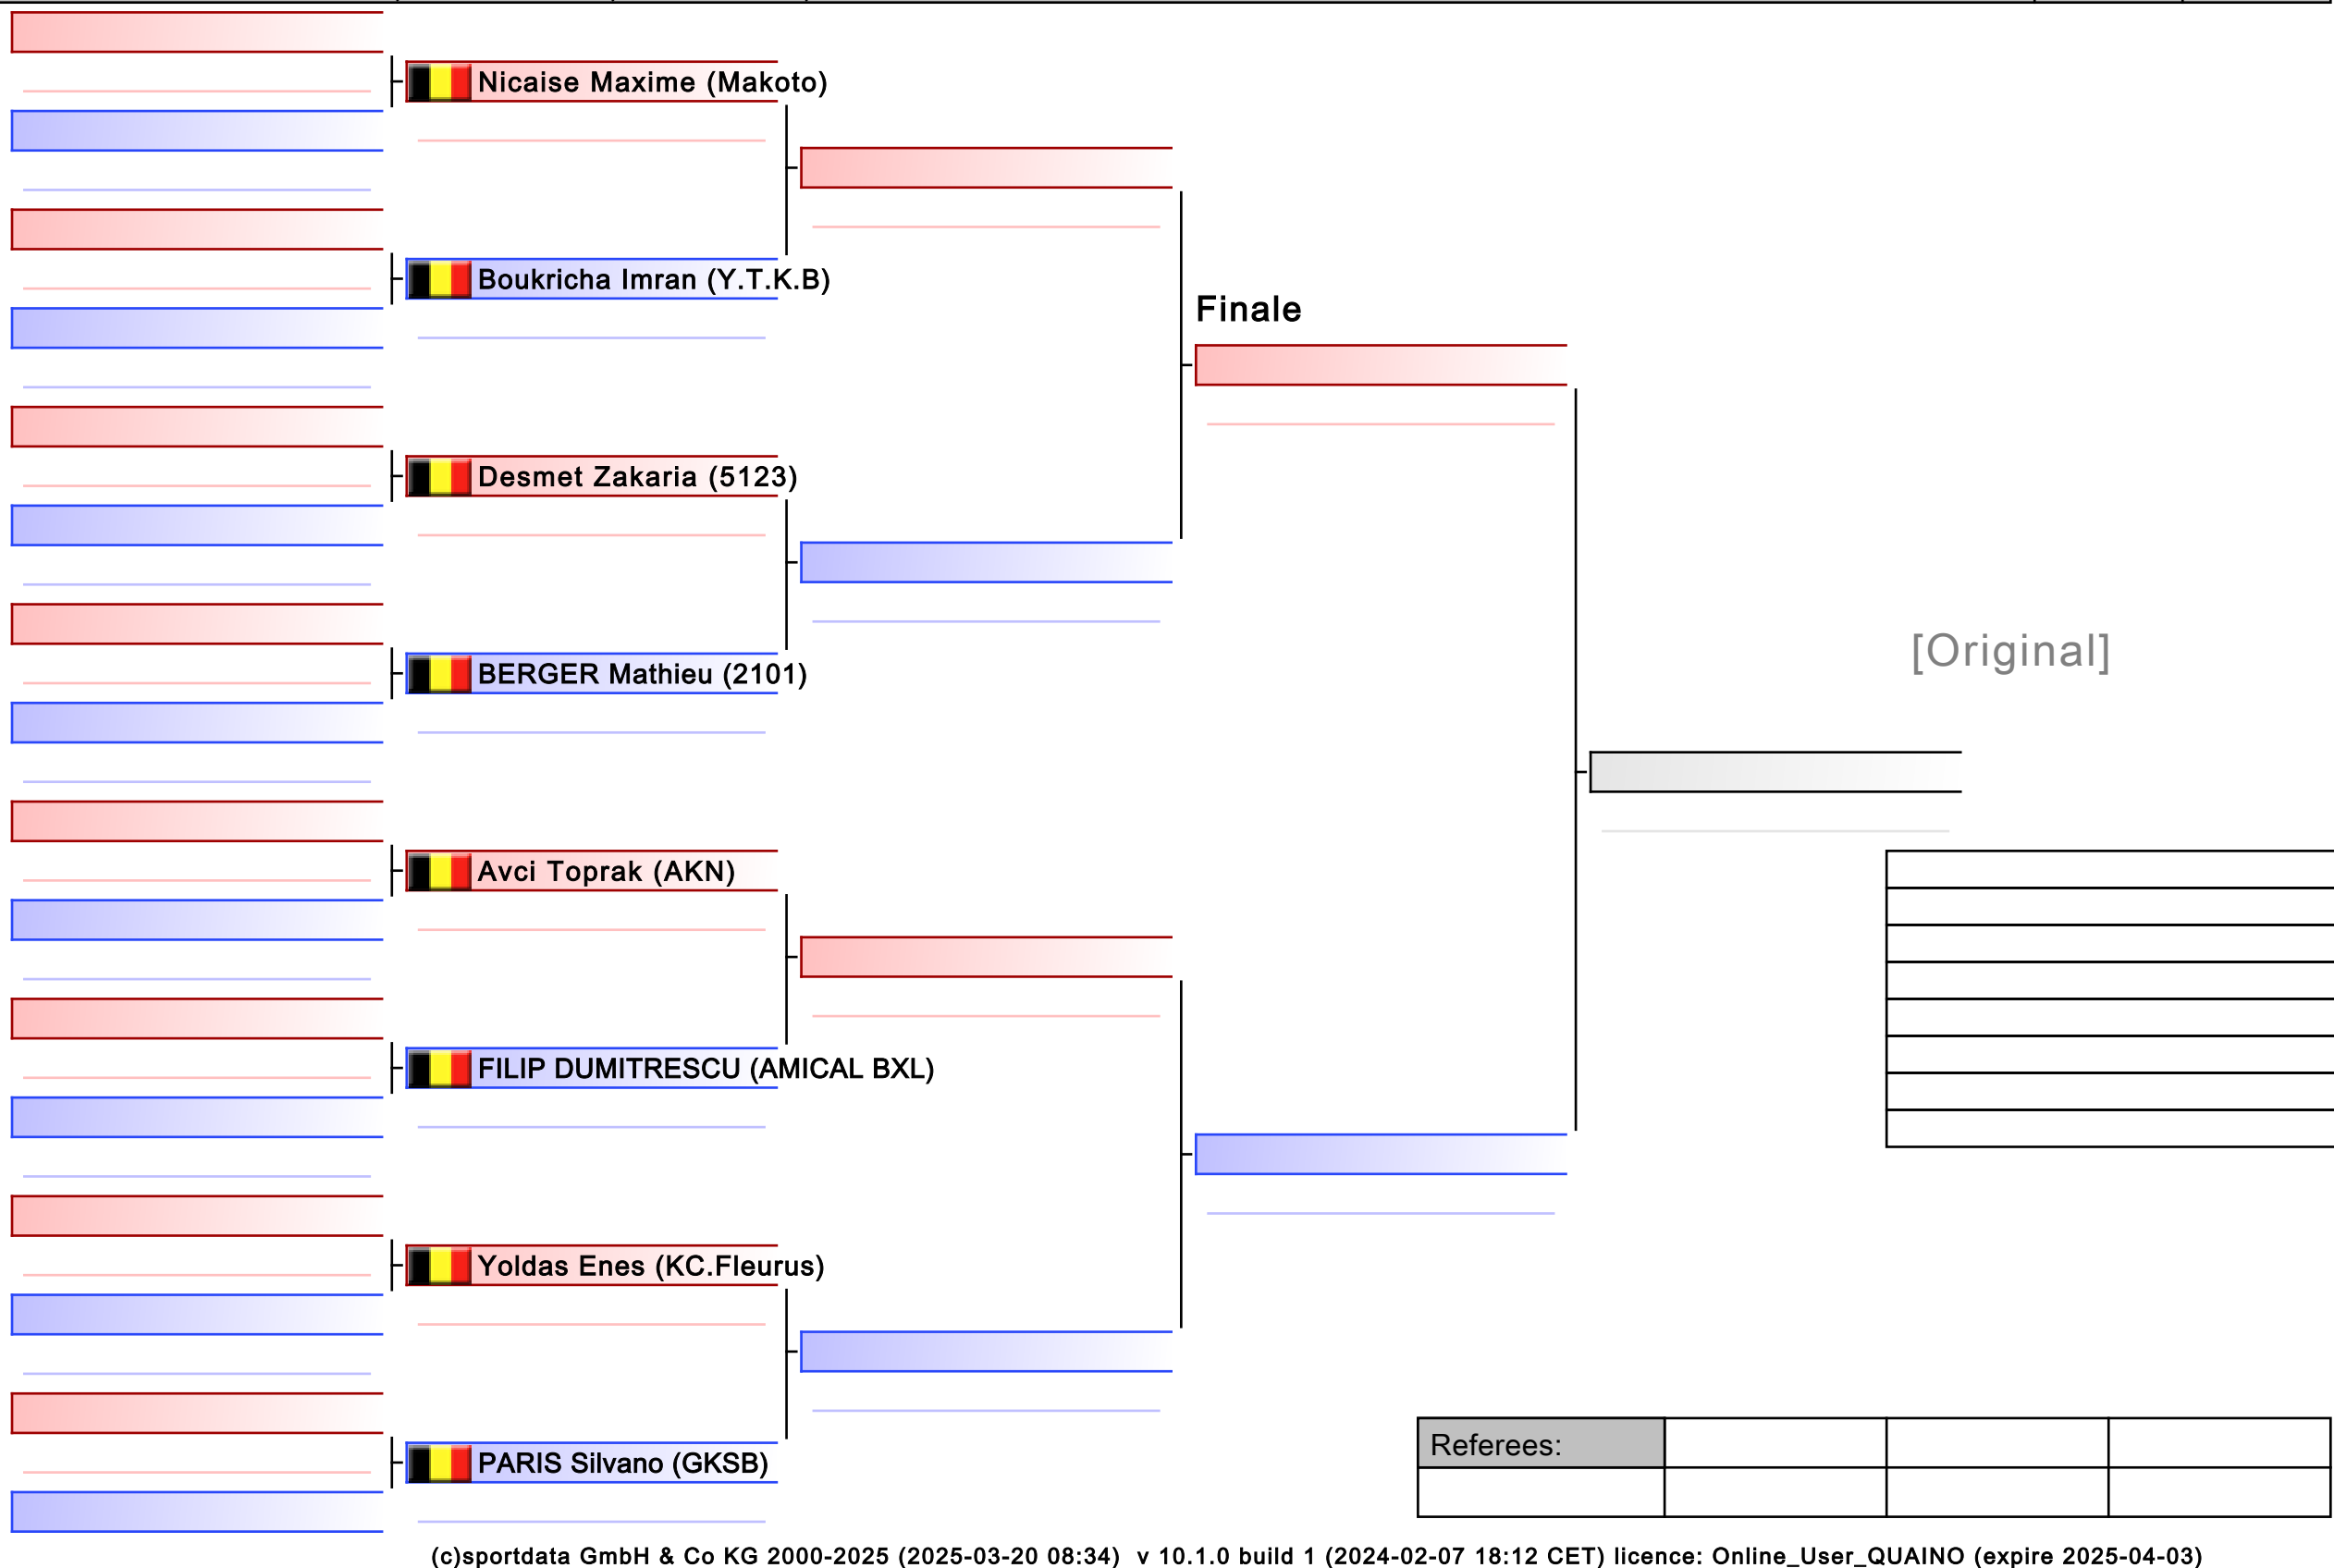 Nicaise Maxime (Makoto)
Boukricha Imran (Y.T.K.B)
Finale
Desmet Zakaria (5123)
[Original]
BERGER Mathieu (2101)
Avci Toprak (AKN)
FILIP DUMITRESCU (AMICAL BXL)
Yoldas Enes (KC.Fleurus)
Referees:
PARIS Silvano (GKSB)
(c)sportdata GmbH & Co KG 2000-2025 (2025-03-20 08:34) v 10.1.0 build 1 (2024-02-07 18:12 CET) licence: Online_User_QUAINO (expire 2025-04-03)